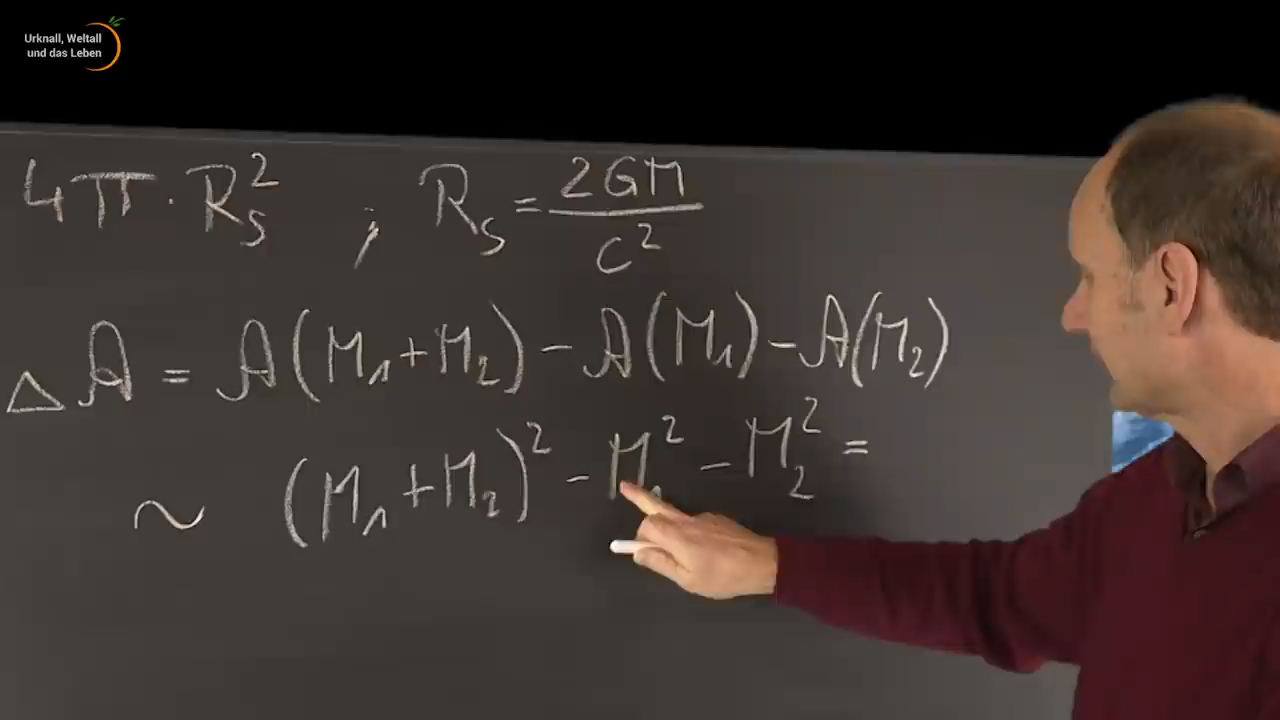 Urknall, Weltall
und das Leben
4π · R_S^2 ; R_S = 2GM / c^2
Δ A = A(M_1 + M_2) - A(M_1) - A(M_2)
~ (M_1 + M_2)^2 - M_1^2 - M_2^2 =